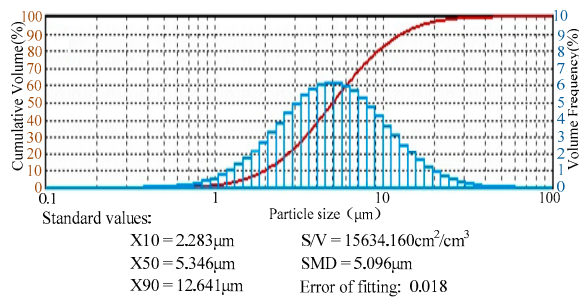 Cumulative Volume(%)
100
90
80
70
60
50
40
30
20
10
0
Volume Frequency(%)
10
9
8
7
6
5
4
3
2
1
0
0.1 1 10 100
Particle size (μm)
Standard values:
X10 = 2.283μm S/V = 15634.160cm²/cm³
X50 = 5.346μm SMD = 5.096μm
X90 = 12.641μm Error of fitting: 0.018